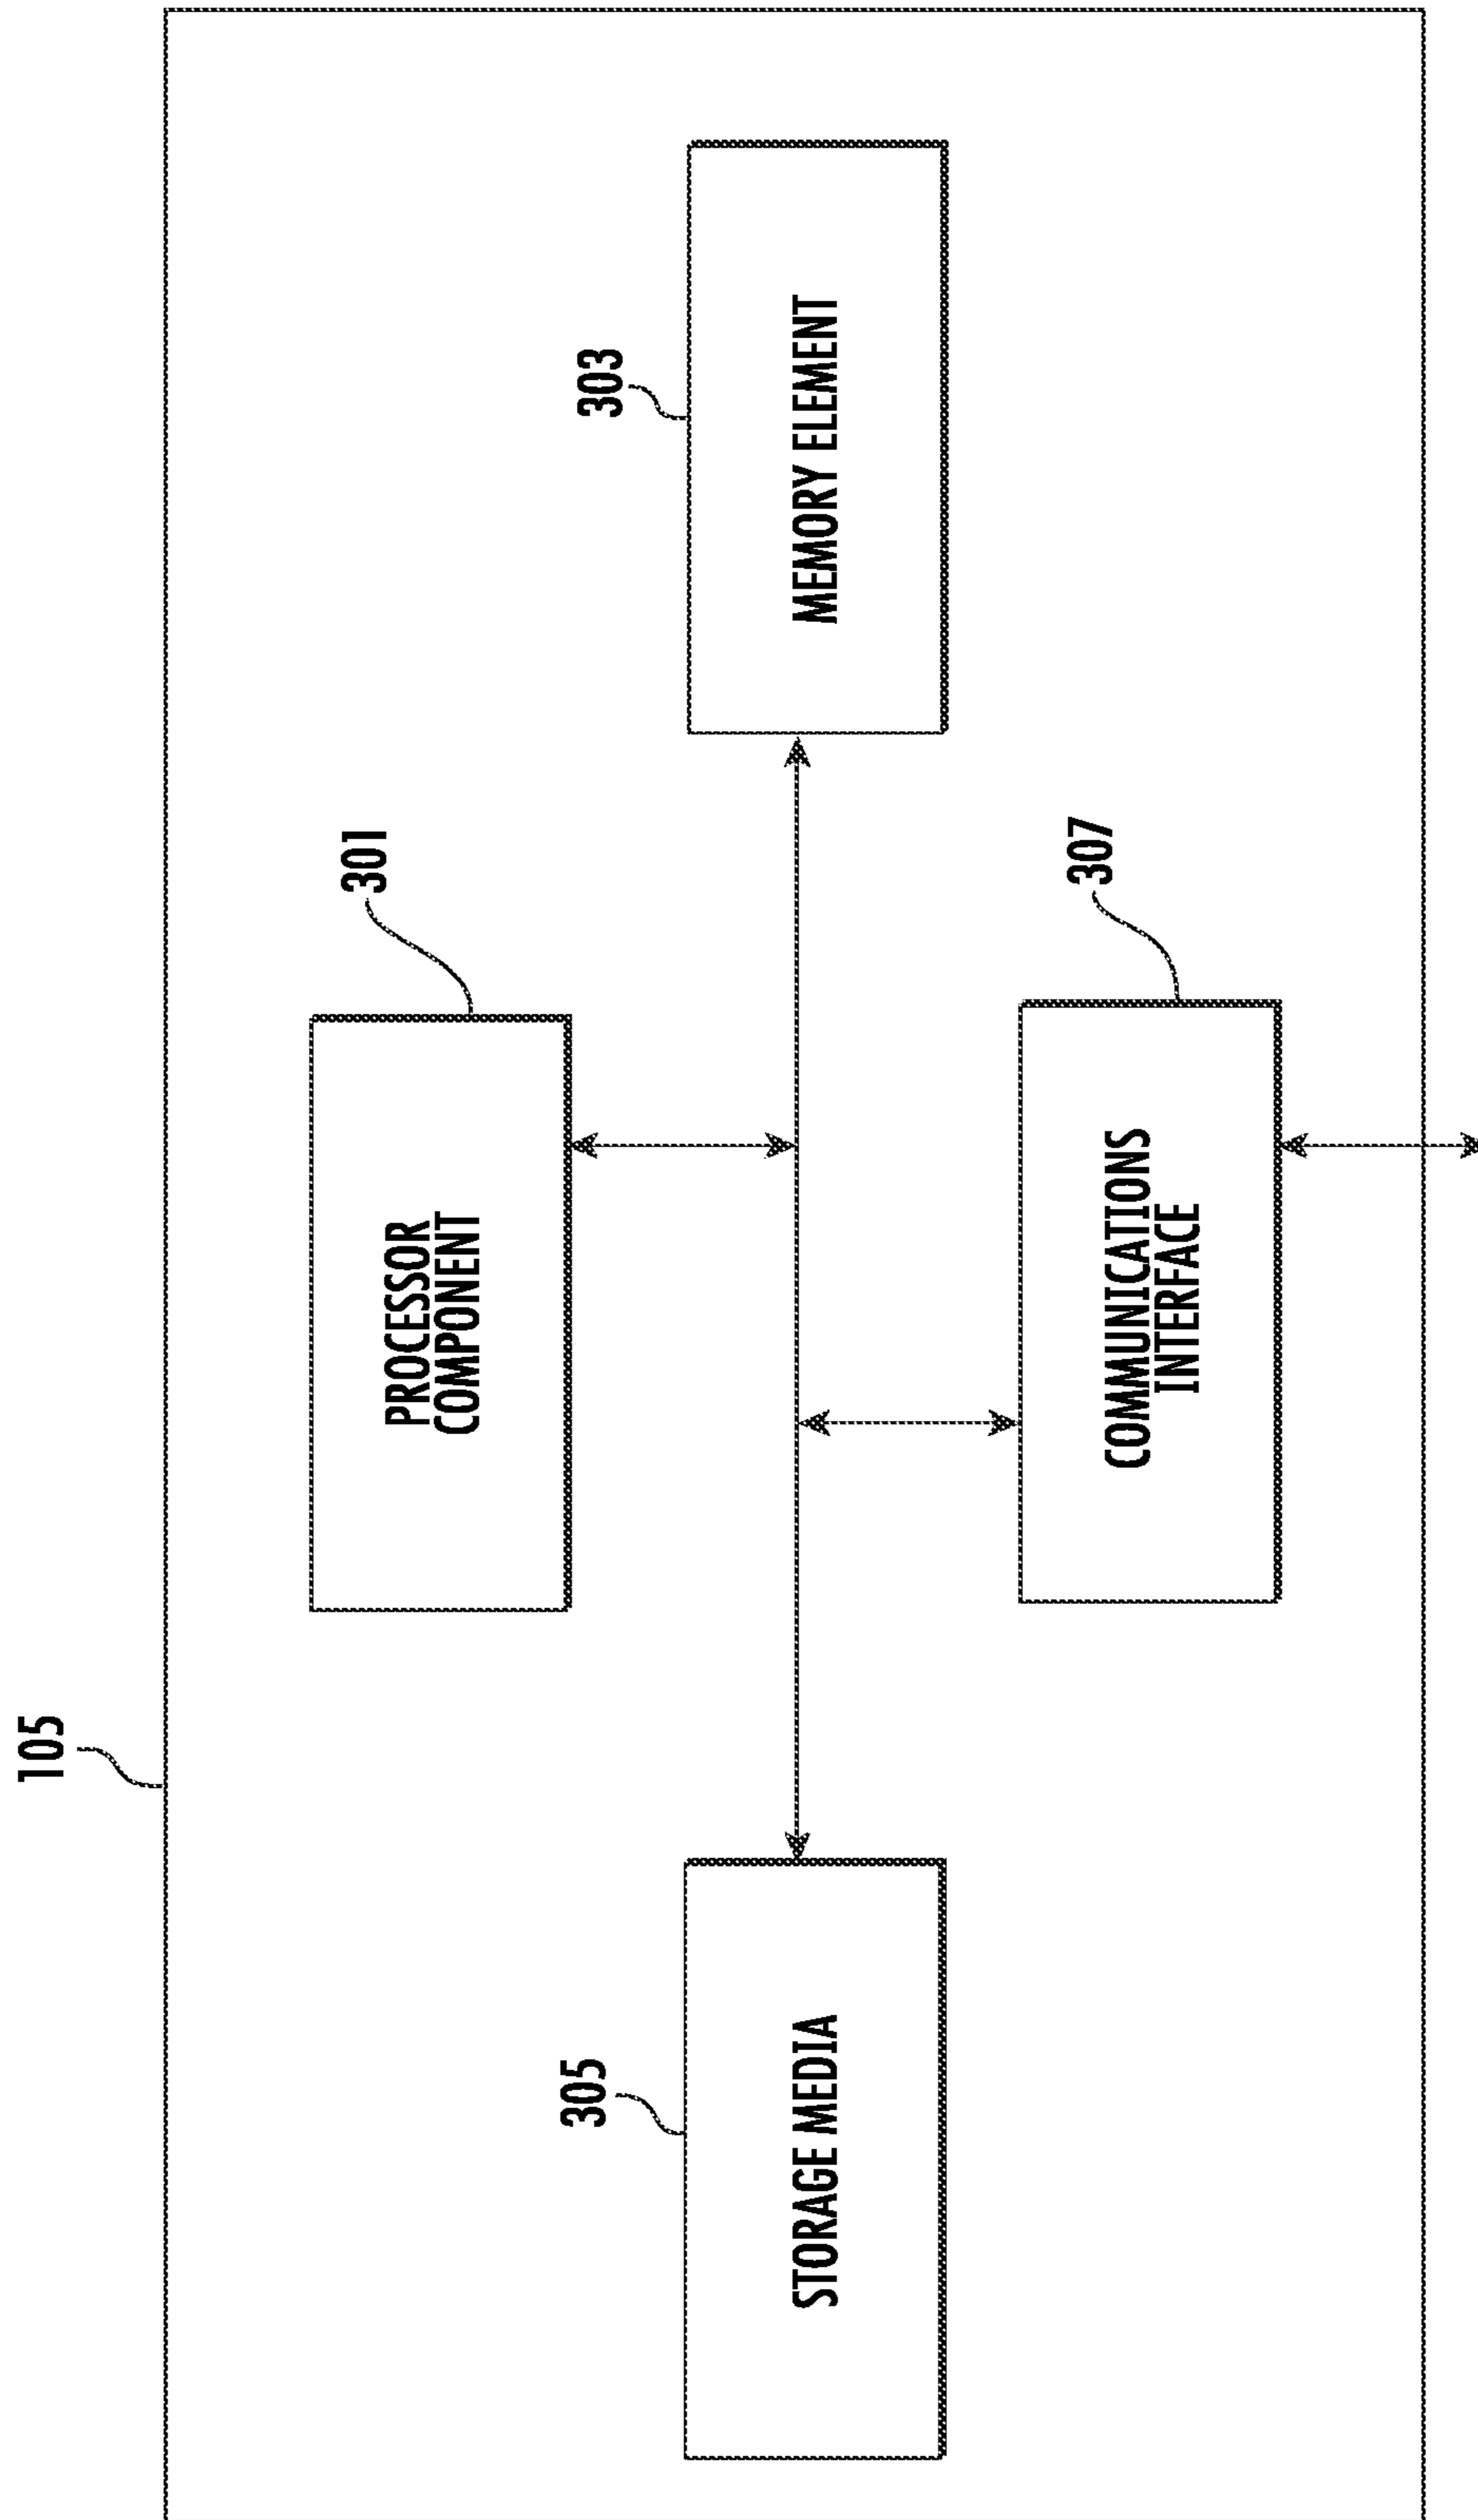 105
301
PROCESSOR
COMPONENT
305
303
STORAGE MEDIA
MEMORY ELEMENT
307
COMMUNICATIONS
INTERFACE